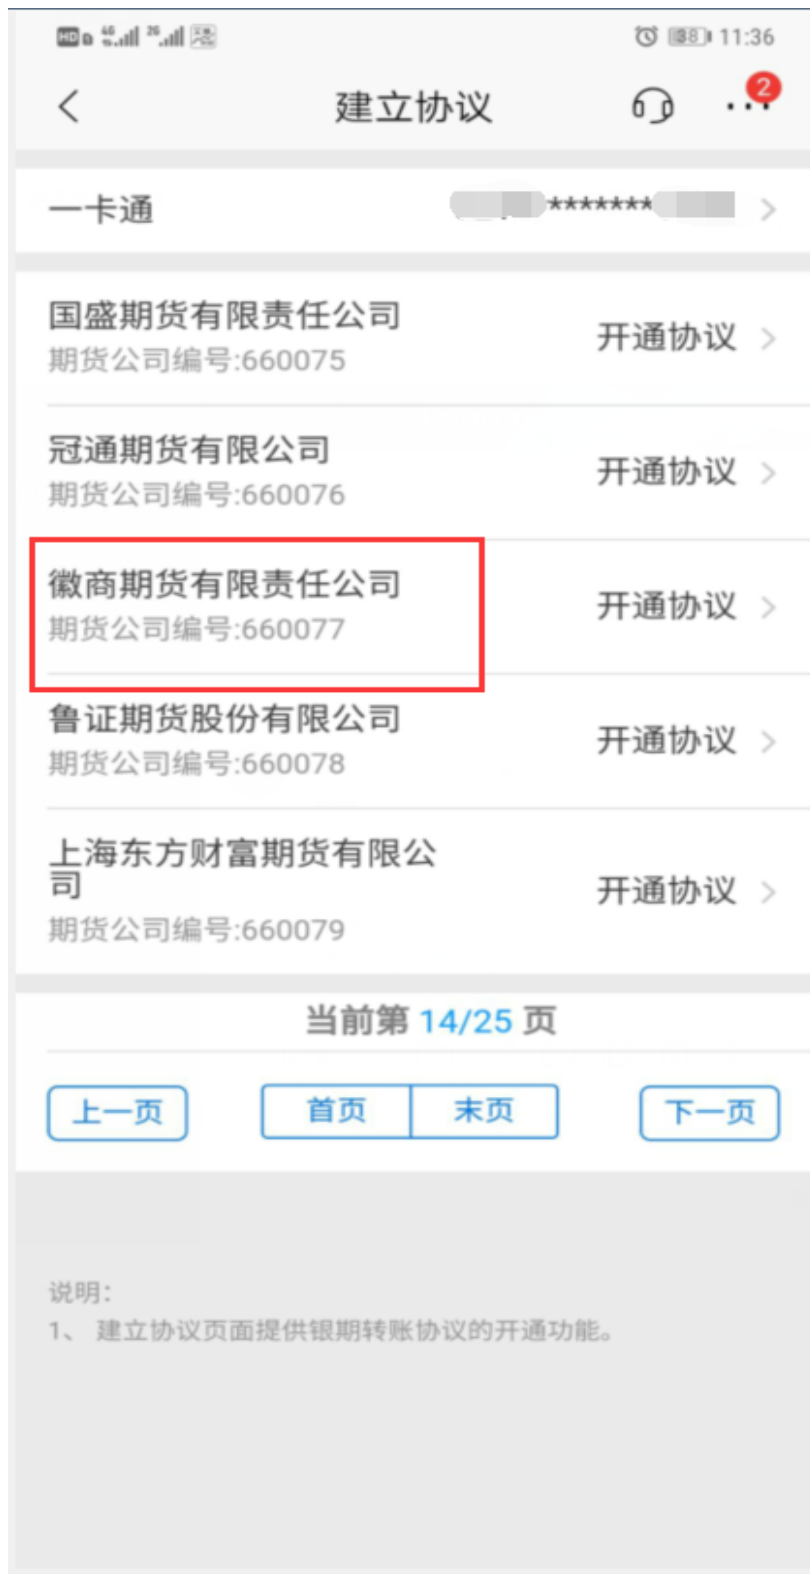 HD 4G 2G 38 11:36
建立协议 2
一卡通 ******* 
国盛期货有限责任公司
期货公司编号:660075
开通协议
冠通期货有限公司
期货公司编号:660076
开通协议
徽商期货有限责任公司
期货公司编号:660077
开通协议
鲁证期货股份有限公司
期货公司编号:660078
开通协议
上海东方财富期货有限公
司
期货公司编号:660079
开通协议
当前第 14/25 页
上一页 首页 末页 下一页
说明:
1、 建立协议页面提供银期转账协议的开通功能。